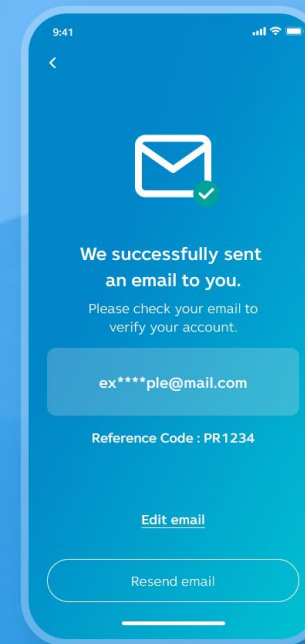 9:41
We successfully sent
an email to you.
Please check your email to
verify your account.
ex****ple@mail.com
Reference Code : PR1234
Edit email
Resend email